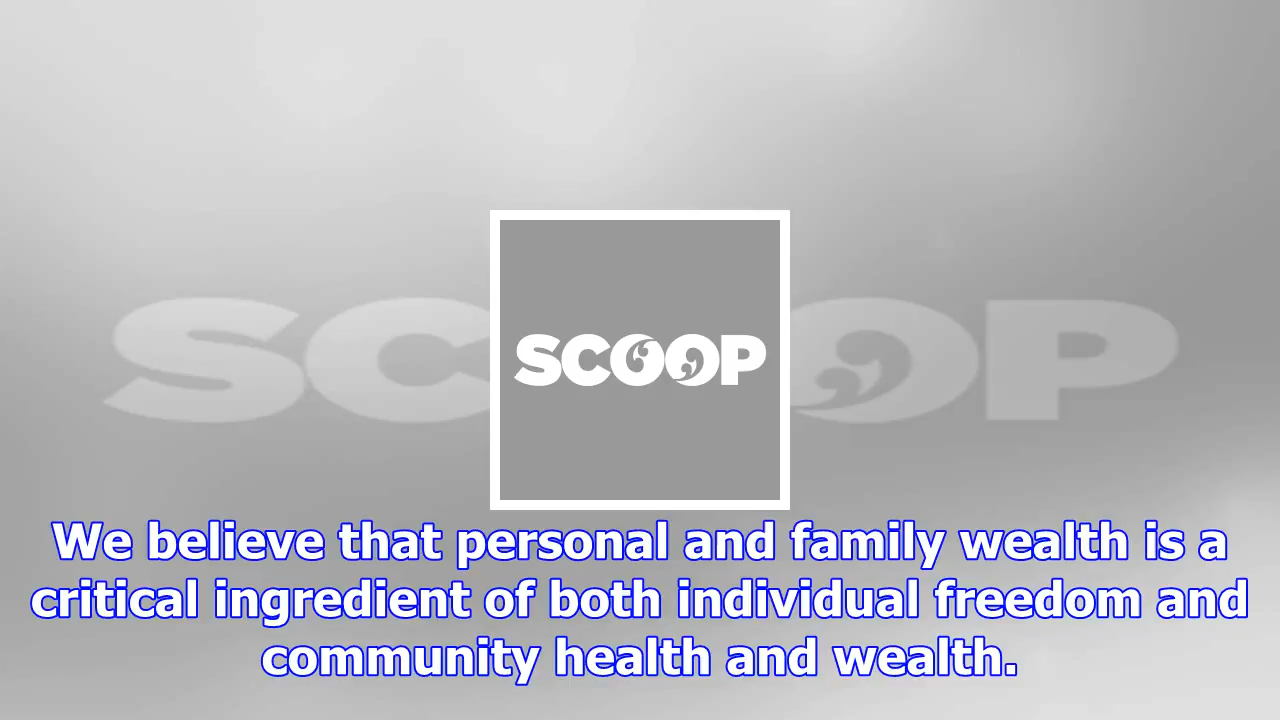 SCOOP
SCOOP
We believe that personal and family wealth is a
critical ingredient of both individual freedom and
community health and wealth.